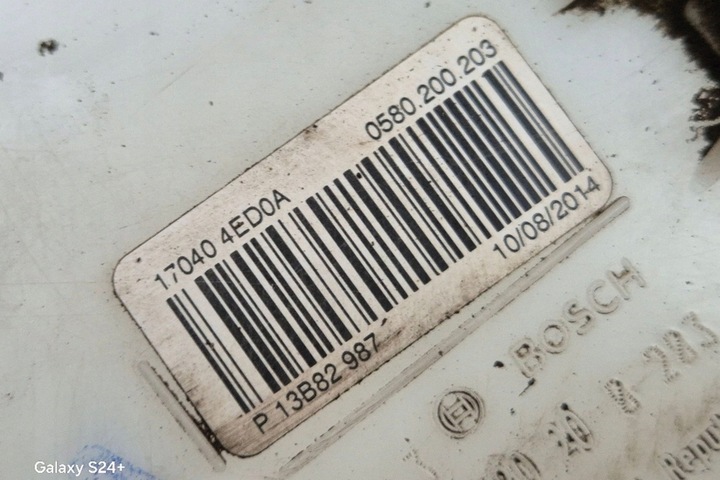 0580.200.203
17040 4ED0A
10/08/2014
P 13B82 987
BOSCH
Galaxy S24+